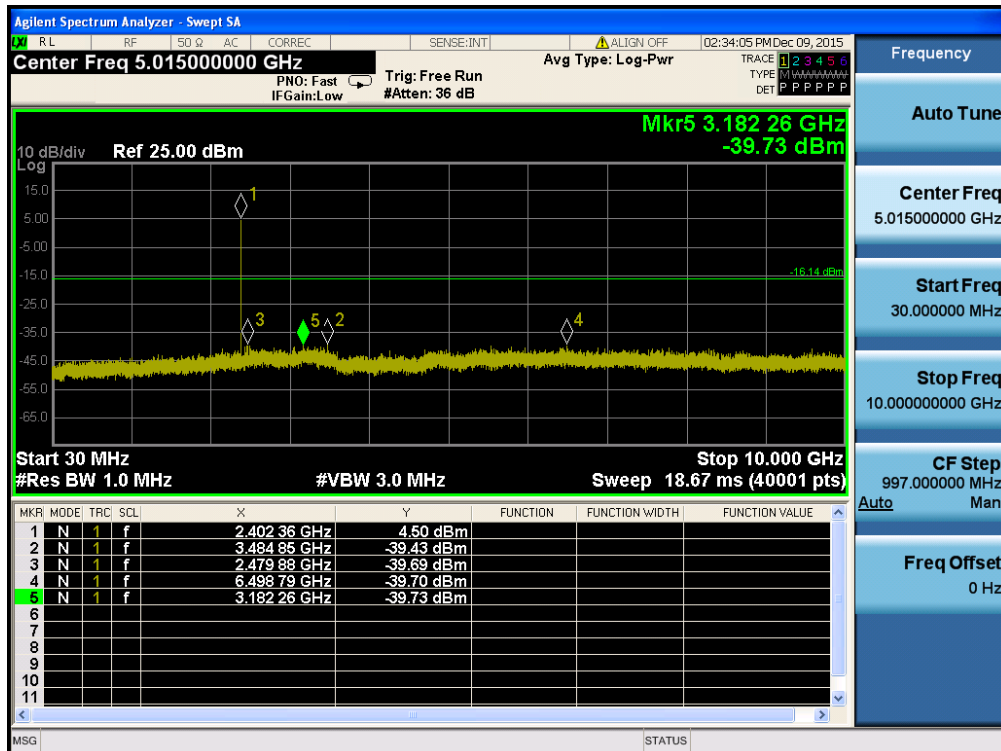 Agilent Spectrum Analyzer - Swept SA
LXI RL RF 50 Ω AC CORREC SENSE:INT ALIGN OFF 02:34:05 PM Dec 09, 2015
Center Freq 5.015000000 GHz
PNO: Fast
IFGain:Low
Trig: Free Run
#Atten: 36 dB
Avg Type: Log-Pwr
TRACE 1 2 3 4 5 6
TYPE M W W W W W
DET P P P P P P
Mkr5 3.182 26 GHz
-39.73 dBm
10 dB/div Ref 25.00 dBm
Log
15.0
5.00
-5.00
-15.0
-25.0
-35.0
-45.0
-55.0
-65.0
-16.14 dBm
1
3
5
2
4
Start 30 MHz
Stop 10.000 GHz
#Res BW 1.0 MHz
#VBW 3.0 MHz
Sweep 18.67 ms (40001 pts)
MKR MODE TRC SCL X Y FUNCTION FUNCTION WIDTH FUNCTION VALUE
1 N 1 f 2.402 36 GHz 4.50 dBm
2 N 1 f 3.484 85 GHz -39.43 dBm
3 N 1 f 2.479 88 GHz -39.69 dBm
4 N 1 f 6.498 79 GHz -39.70 dBm
5 N 1 f 3.182 26 GHz -39.73 dBm
6
7
8
9
10
11
MSG
STATUS
Frequency
Auto Tune
Center Freq
5.015000000 GHz
Start Freq
30.000000 MHz
Stop Freq
10.000000000 GHz
CF Step
997.000000 MHz
Auto Man
Freq Offset
0 Hz